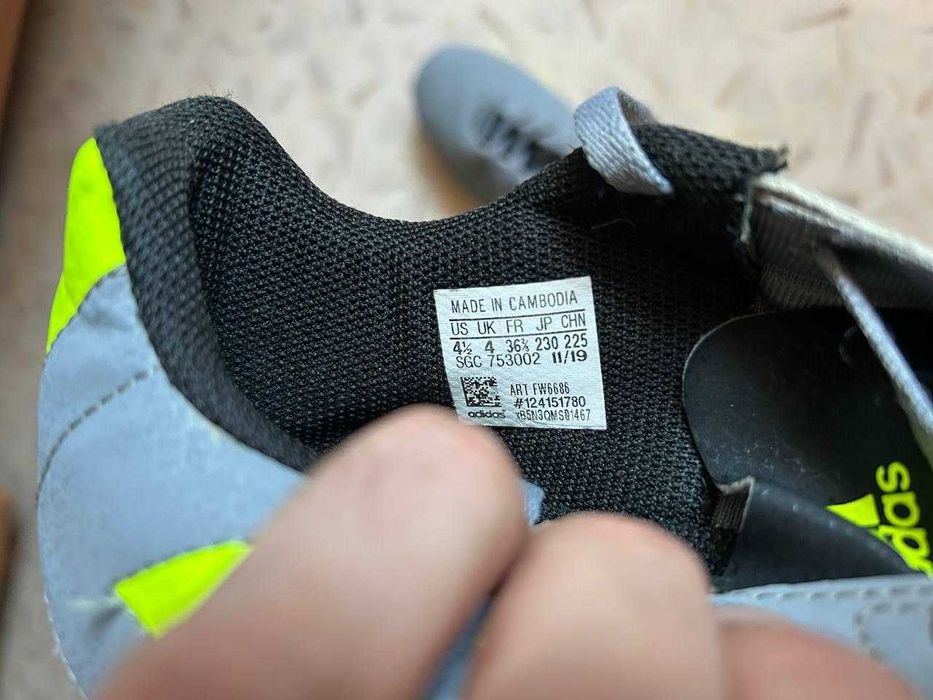 MADE IN CAMBODIA
US UK FR JP CHN
4½ 4 36⅔ 230 225
SGC 753002 11/19
ART FW6686
#124151780
adidas XB5N3QMS01467
adidas